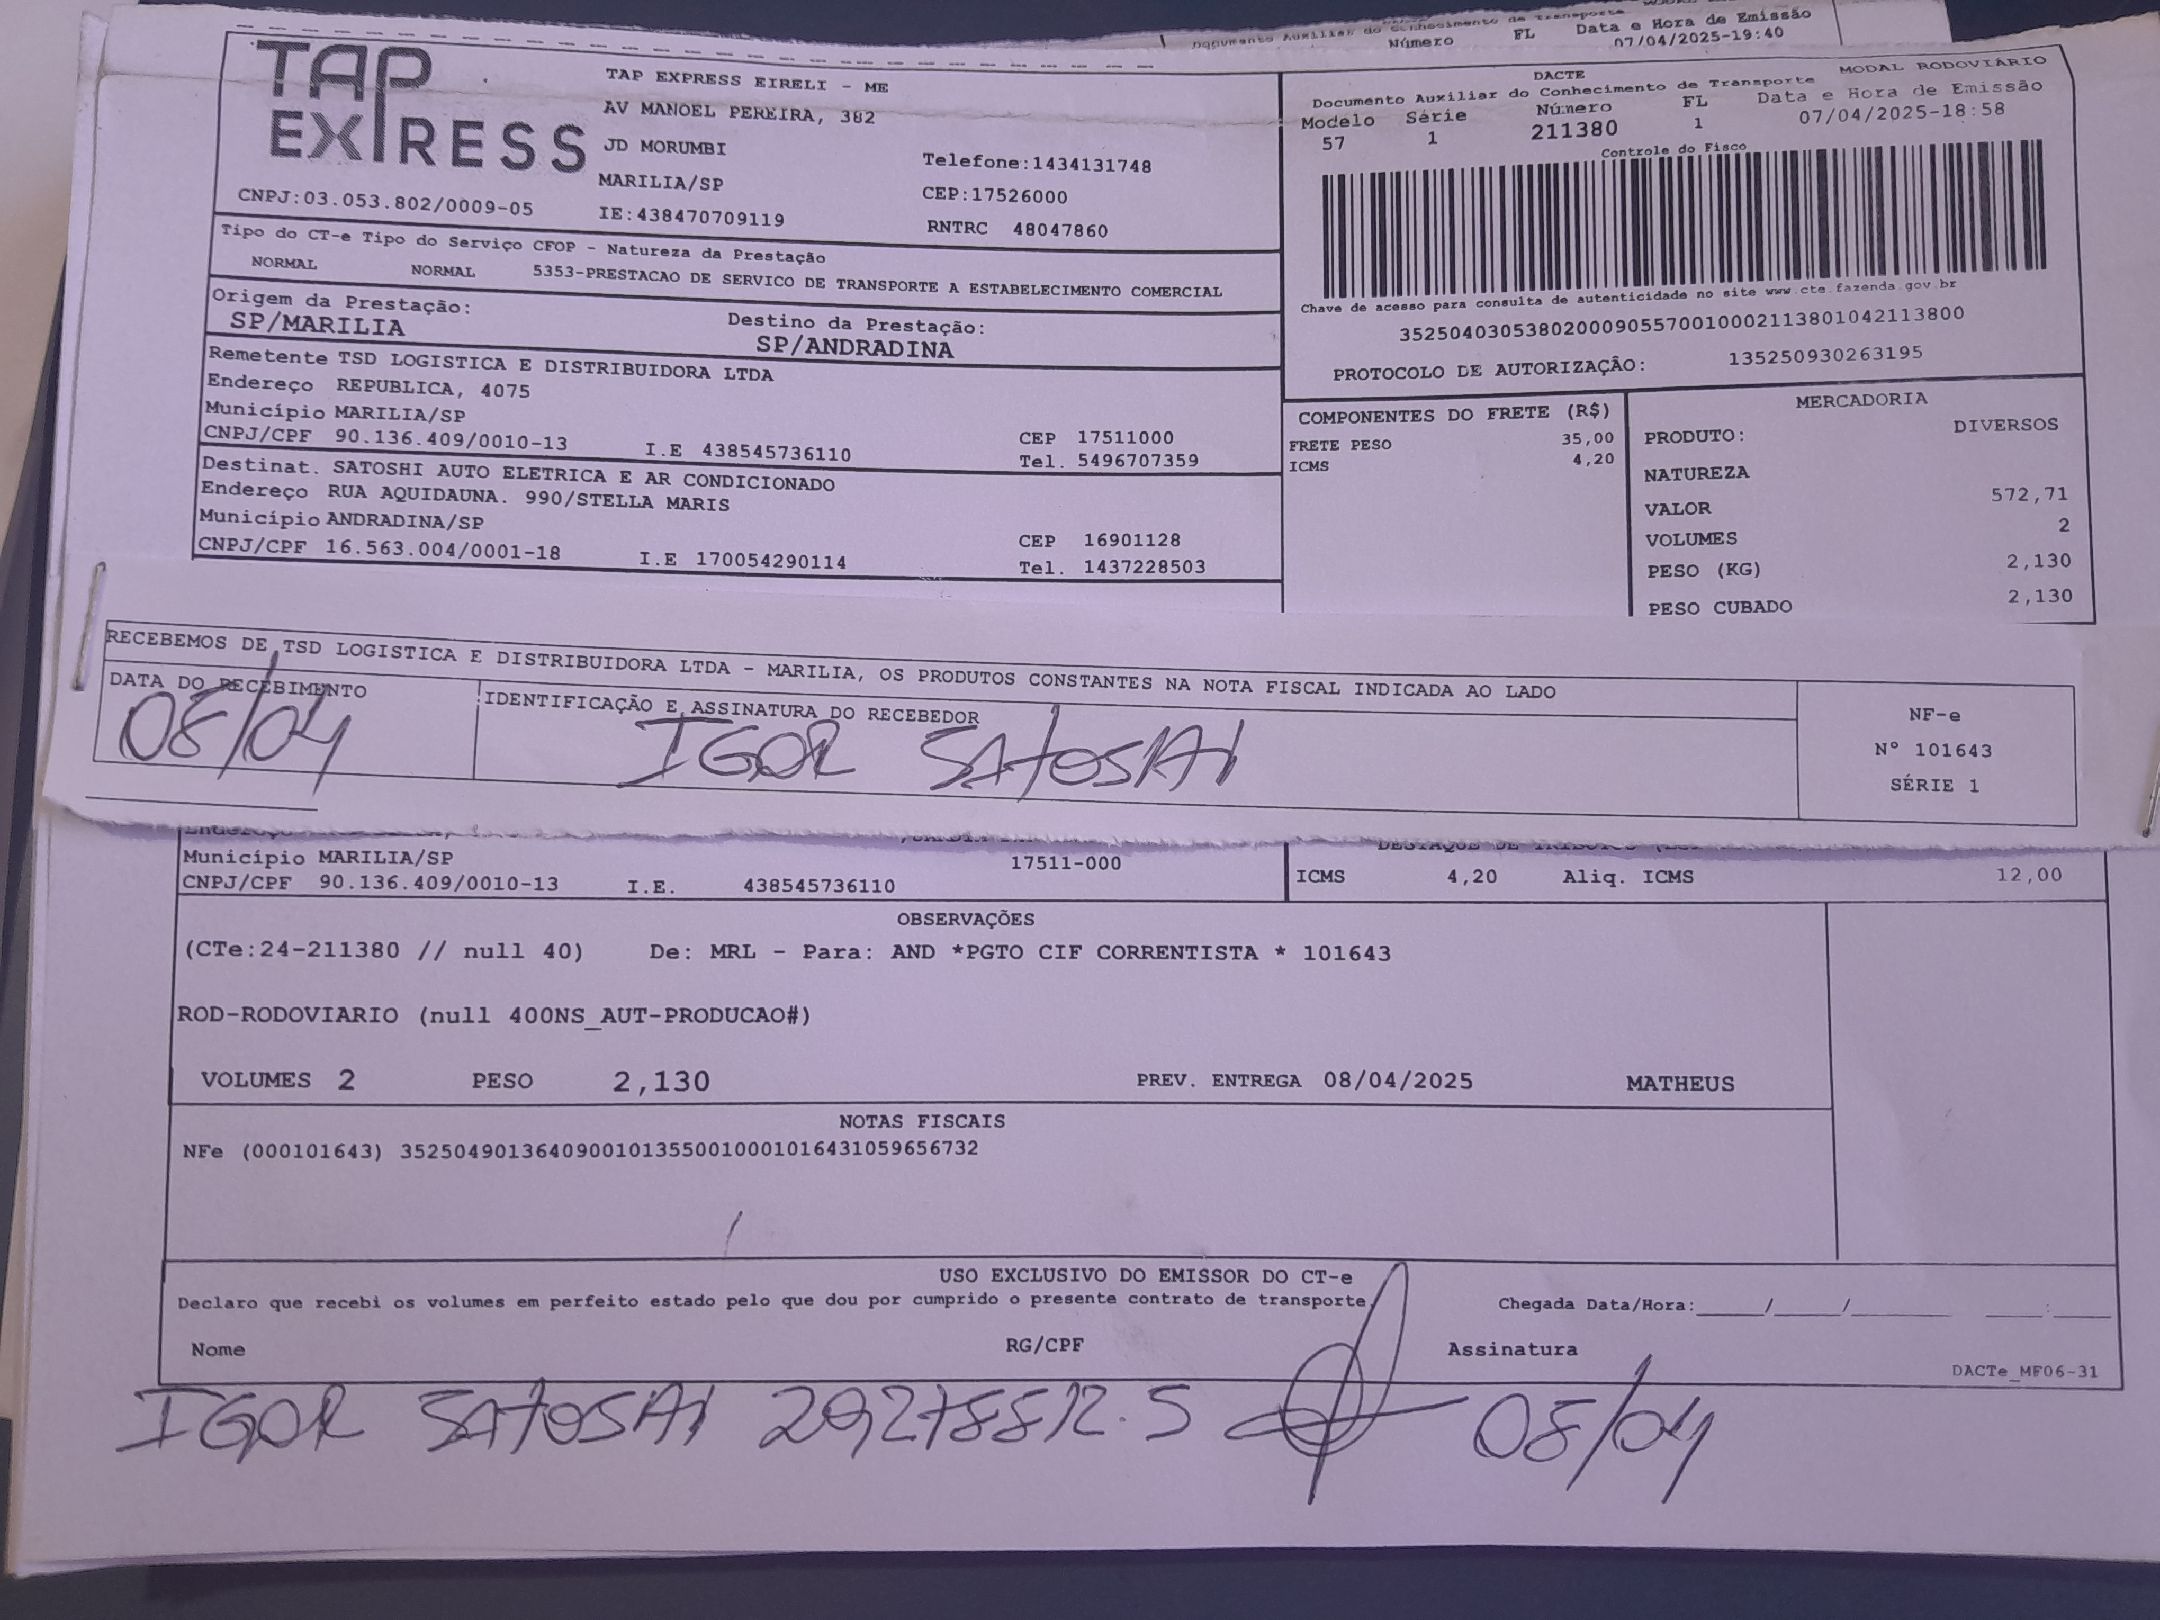 Documento Auxiliar do Conhecimento de Transporte
Número FL Data e Hora de Emissão
07/04/2025-19:40
TAP EXPRESS
TAP EXPRESS EIRELI - ME
AV MANOEL PEREIRA, 382
JD MORUMBI
MARILIA/SP
Telefone:1434131748
CEP:17526000
CNPJ:03.053.802/0009-05
IE:438470709119
RNTRC 48047860
DACTE
MODAL RODOVIÁRIO
Documento Auxiliar do Conhecimento de Transporte
Modelo Série Número FL Data e Hora de Emissão
57 1 211380 1 07/04/2025-18:58
Controle do Fisco
Chave de acesso para consulta de autenticidade no site www.cte.fazenda.gov.br
35250403053802000905570010002113801042113800
PROTOCOLO DE AUTORIZAÇÃO: 135250930263195
Tipo do CT-e Tipo do Serviço CFOP - Natureza da Prestação
NORMAL NORMAL 5353-PRESTACAO DE SERVICO DE TRANSPORTE A ESTABELECIMENTO COMERCIAL
Origem da Prestação:
SP/MARILIA
Destino da Prestação:
SP/ANDRADINA
Remetente TSD LOGISTICA E DISTRIBUIDORA LTDA
Endereço REPUBLICA, 4075
Município MARILIA/SP
CEP 17511000
CNPJ/CPF 90.136.409/0010-13 I.E 438545736110 Tel. 5496707359
Destinat. SATOSHI AUTO ELETRICA E AR CONDICIONADO
Endereço RUA AQUIDAUNA. 990/STELLA MARIS
Município ANDRADINA/SP
CEP 16901128
CNPJ/CPF 16.563.004/0001-18 I.E 170054290114 Tel. 1437228503
COMPONENTES DO FRETE (R$)
FRETE PESO 35,00
ICMS 4,20
MERCADORIA
PRODUTO: DIVERSOS
NATUREZA
VALOR 572,71
VOLUMES 2
PESO (KG) 2,130
PESO CUBADO 2,130
RECEBEMOS DE TSD LOGISTICA E DISTRIBUIDORA LTDA - MARILIA, OS PRODUTOS CONSTANTES NA NOTA FISCAL INDICADA AO LADO
DATA DO RECEBIMENTO
08/04
IDENTIFICAÇÃO E ASSINATURA DO RECEBEDOR
IGOR SATOSHI
NF-e
Nº 101643
SÉRIE 1
Endereço
Município MARILIA/SP 17511-000
CNPJ/CPF 90.136.409/0010-13 I.E. 438545736110
ICMS 4,20 Aliq. ICMS 12,00
OBSERVAÇÕES
(CTe:24-211380 // null 40) De: MRL - Para: AND *PGTO CIF CORRENTISTA * 101643
ROD-RODOVIARIO (null 400NS_AUT-PRODUCAO#)
VOLUMES 2 PESO 2,130 PREV. ENTREGA 08/04/2025 MATHEUS
NOTAS FISCAIS
NFe (000101643) 35250490136409001013550010001016431059656732
USO EXCLUSIVO DO EMISSOR DO CT-e
Declaro que recebi os volumes em perfeito estado pelo que dou por cumprido o presente contrato de transporte.
Chegada Data/Hora:_____/_____/______ ____:____
Nome RG/CPF Assinatura
DACTe_MF06-31
IGOR SATOSHI 29278812.5 08/04